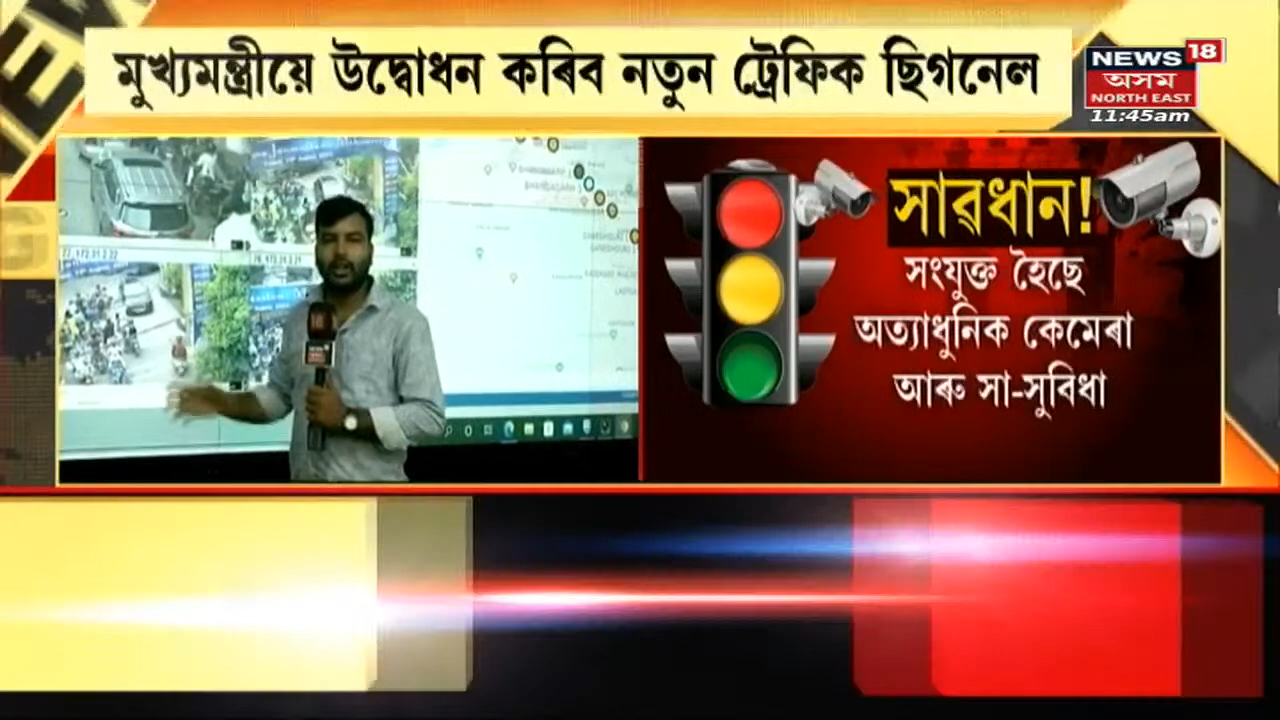 মুখ্যমন্ত্ৰীয়ে উদ্বোধন কৰিব নতুন ট্ৰেফিক ছিগনেল
NEWS 18
অসম
NORTH EAST
11:45am
সাৱধান!
সংযুক্ত হৈছে
অত্যাধুনিক কেমেৰা
আৰু সা-সুবিধা